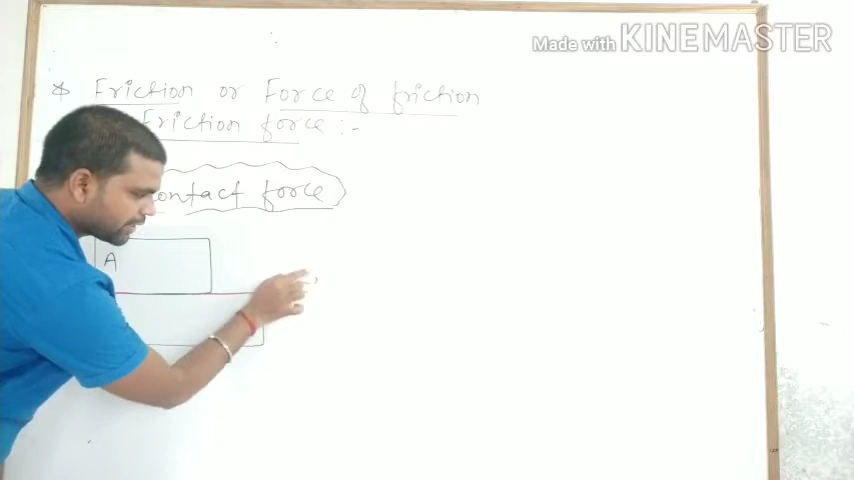 Made with KINEMASTER
* Friction or Force of friction
Friction force :-
contact force
A